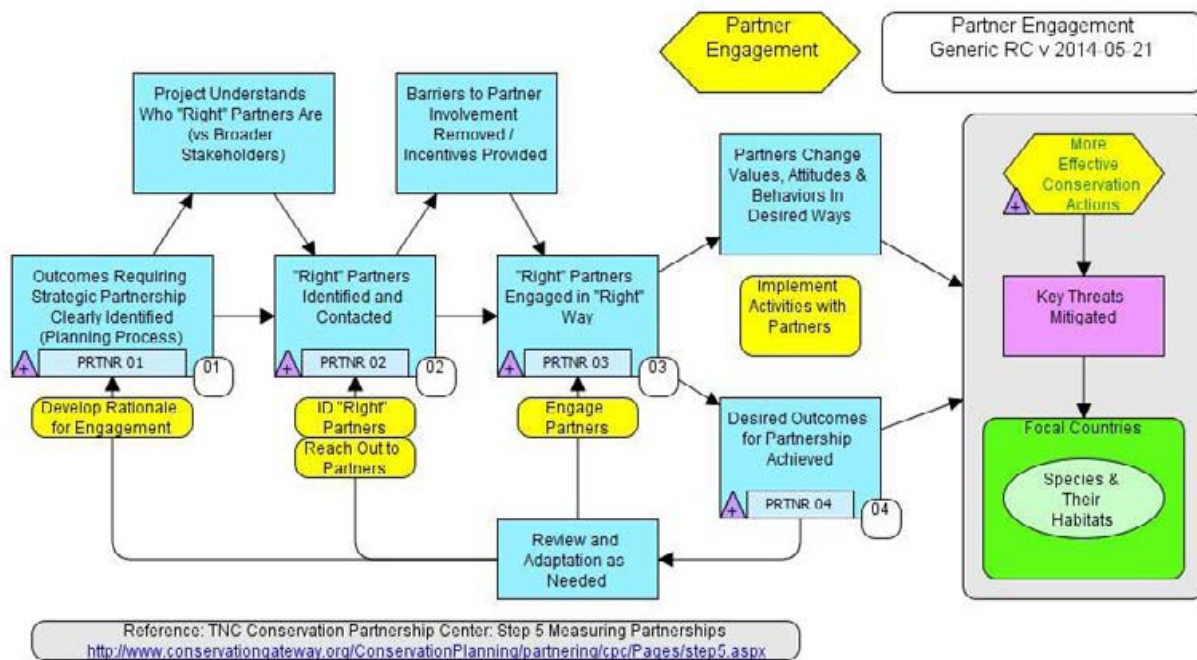 Partner
Engagement
Partner Engagement
Generic RC v 2014-05-21
Project Understands
Who "Right" Partners Are
(vs Broader
Stakeholders)
Barriers to Partner
Involvement
Removed /
Incentives Provided
Partners Change
Values, Attitudes &
Behaviors In
Desired Ways
More
Effective
Conservation
Actions
+
Outcomes Requiring
Strategic Partnership
Clearly Identified
(Planning Process)
+
PRTNR 01
01
"Right" Partners
Identified and
Contacted
+
PRTNR 02
02
"Right" Partners
Engaged in "Right"
Way
+
PRTNR 03
03
Implement
Activities with
Partners
Key Threats
Mitigated
Develop Rationale
for Engagement
ID "Right"
Partners
Reach Out to
Partners
Engage
Partners
Desired Outcomes
for Partnership
Achieved
+
PRTNR 04
04
Focal Countries
Species &
Their
Habitats
Review and
Adaptation as
Needed
Reference: TNC Conservation Partnership Center: Step 5 Measuring Partnerships
http://www.conservationgateway.org/ConservationPlanning/partnering/cpc/Pages/step5.aspx